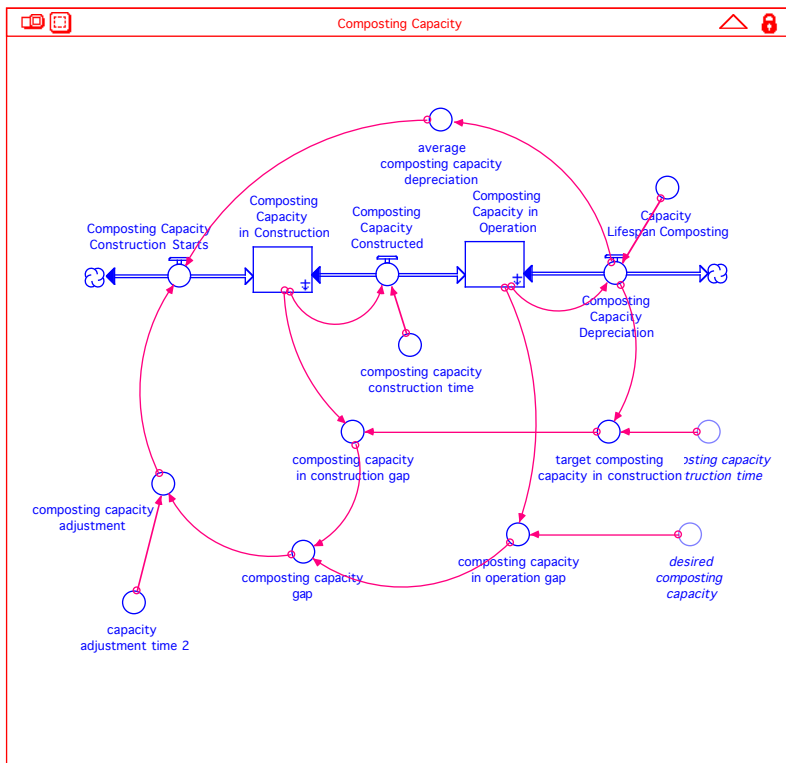 Composting Capacity
average
composting capacity
depreciation
Composting Capacity
Construction Starts
Composting
Capacity
in Construction
Composting
Capacity
Constructed
Composting
Capacity in
Operation
Capacity
Lifespan Composting
Composting
Capacity
Depreciation
composting capacity
construction time
composting capacity
in construction gap
target composting
capacity in construction
osting capacity
truction time
composting capacity
adjustment
composting capacity
gap
composting capacity
in operation gap
desired
composting
capacity
capacity
adjustment time 2